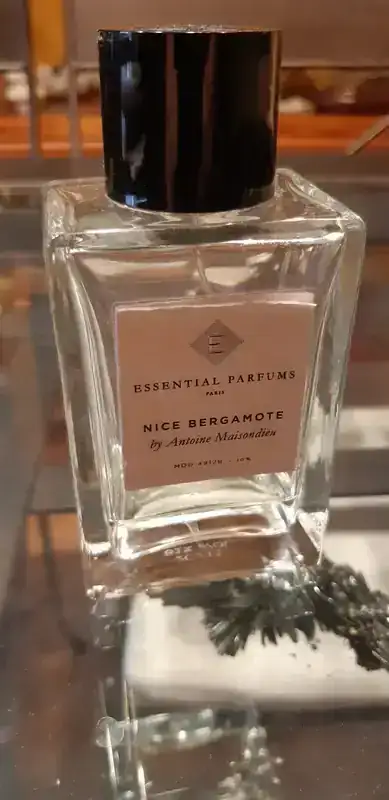 E
ESSENTIAL PARFUMS
PARIS
NICE BERGAMOTE
by Antoine Maisondieu